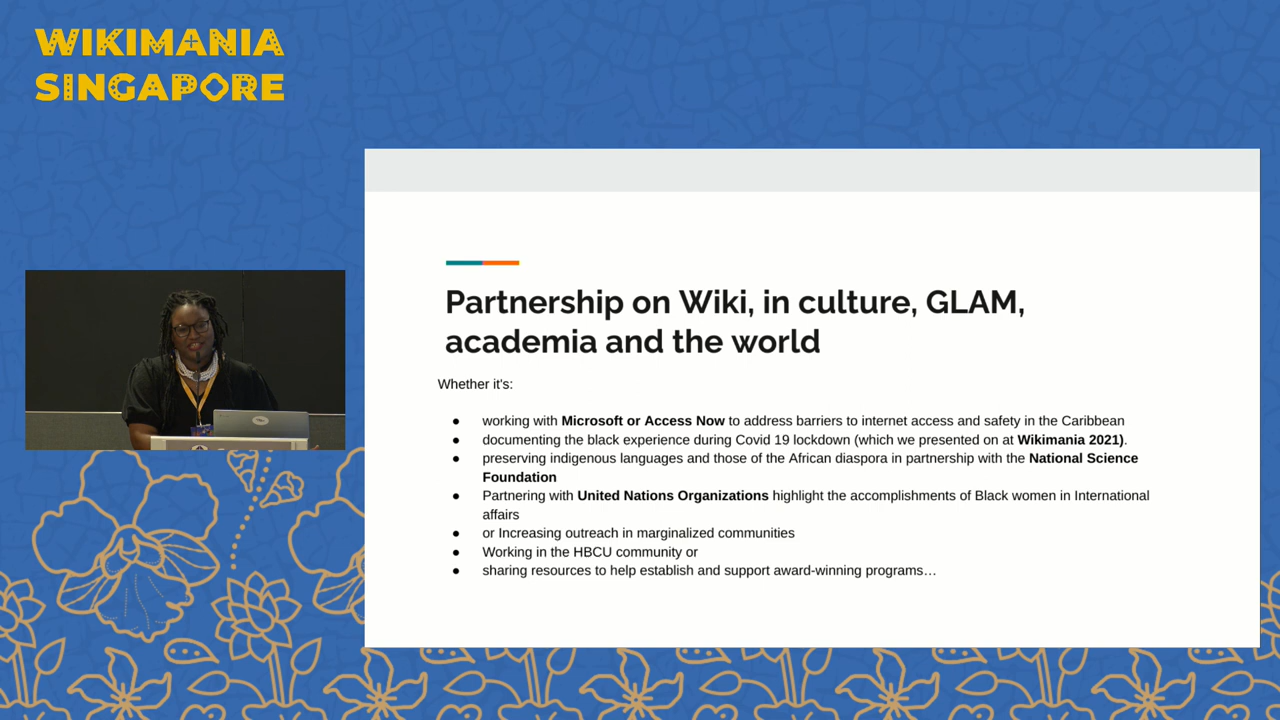 WIKIMANIA
SINGAPORE
Partnership on Wiki, in culture, GLAM,
academia and the world
Whether it's:
● working with Microsoft or Access Now to address barriers to internet access and safety in the Caribbean
● documenting the black experience during Covid 19 lockdown (which we presented on at Wikimania 2021).
● preserving indigenous languages and those of the African diaspora in partnership with the National Science
Foundation
● Partnering with United Nations Organizations highlight the accomplishments of Black women in International
affairs
● or Increasing outreach in marginalized communities
● Working in the HBCU community or
● sharing resources to help establish and support award-winning programs…